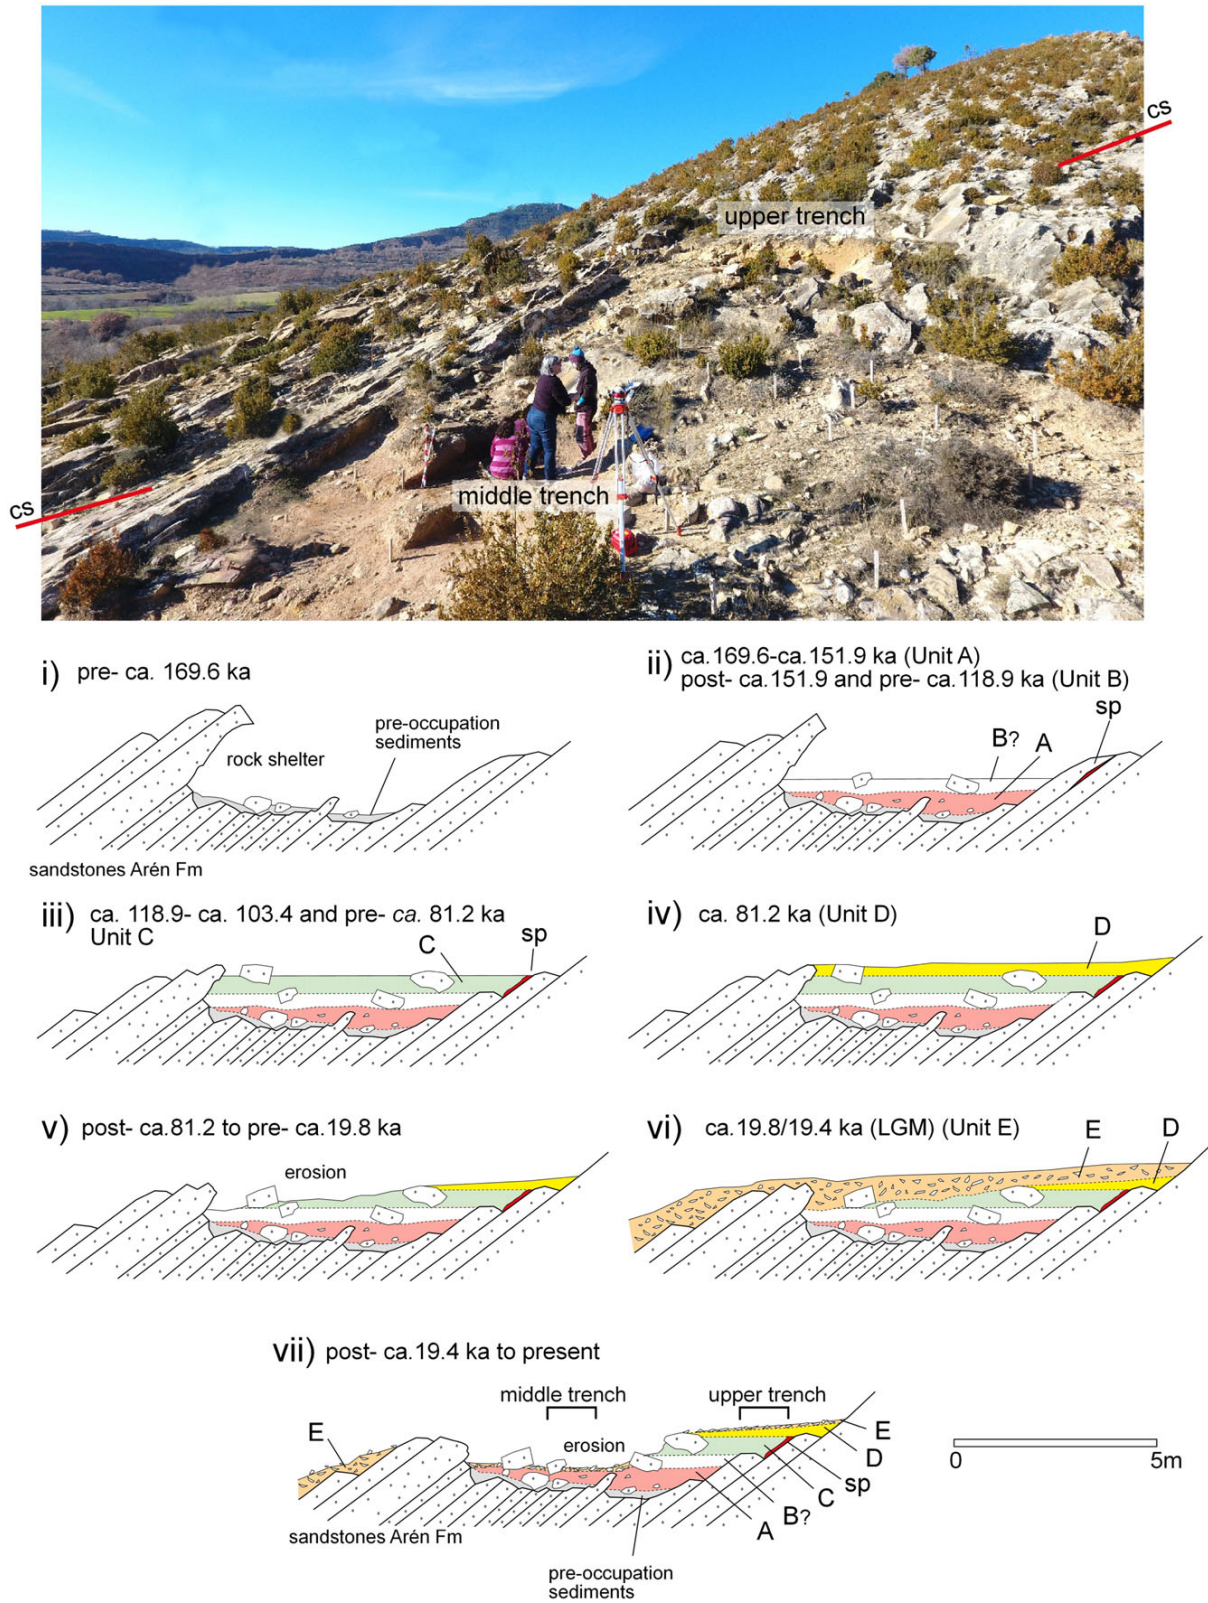 cs
upper trench
middle trench
cs
i) pre- ca. 169.6 ka
pre-occupation
sediments
rock shelter
sandstones Arén Fm
ii) ca.169.6-ca.151.9 ka (Unit A)
post- ca.151.9 and pre- ca.118.9 ka (Unit B)
sp
B?
A
iii) ca. 118.9- ca. 103.4 and pre- ca. 81.2 ka
Unit C
C
sp
iv) ca. 81.2 ka (Unit D)
D
v) post- ca.81.2 to pre- ca.19.8 ka
erosion
vi) ca.19.8/19.4 ka (LGM) (Unit E)
E
D
vii) post- ca.19.4 ka to present
middle trench
upper trench
E
erosion
E
D
sp
C
B?
A
sandstones Arén Fm
pre-occupation
sediments
0
5m